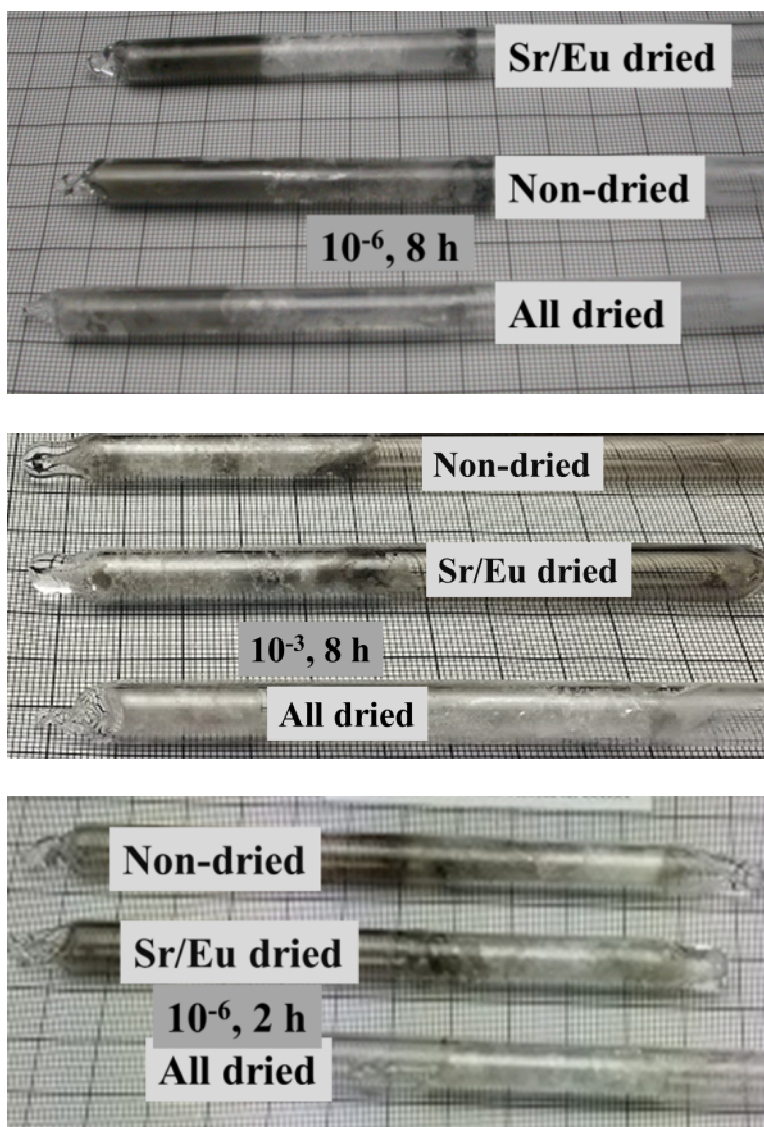 Sr/Eu dried
Non-dried
10⁻⁶, 8 h
All dried
Non-dried
Sr/Eu dried
10⁻³, 8 h
All dried
Non-dried
Sr/Eu dried
10⁻⁶, 2 h
All dried